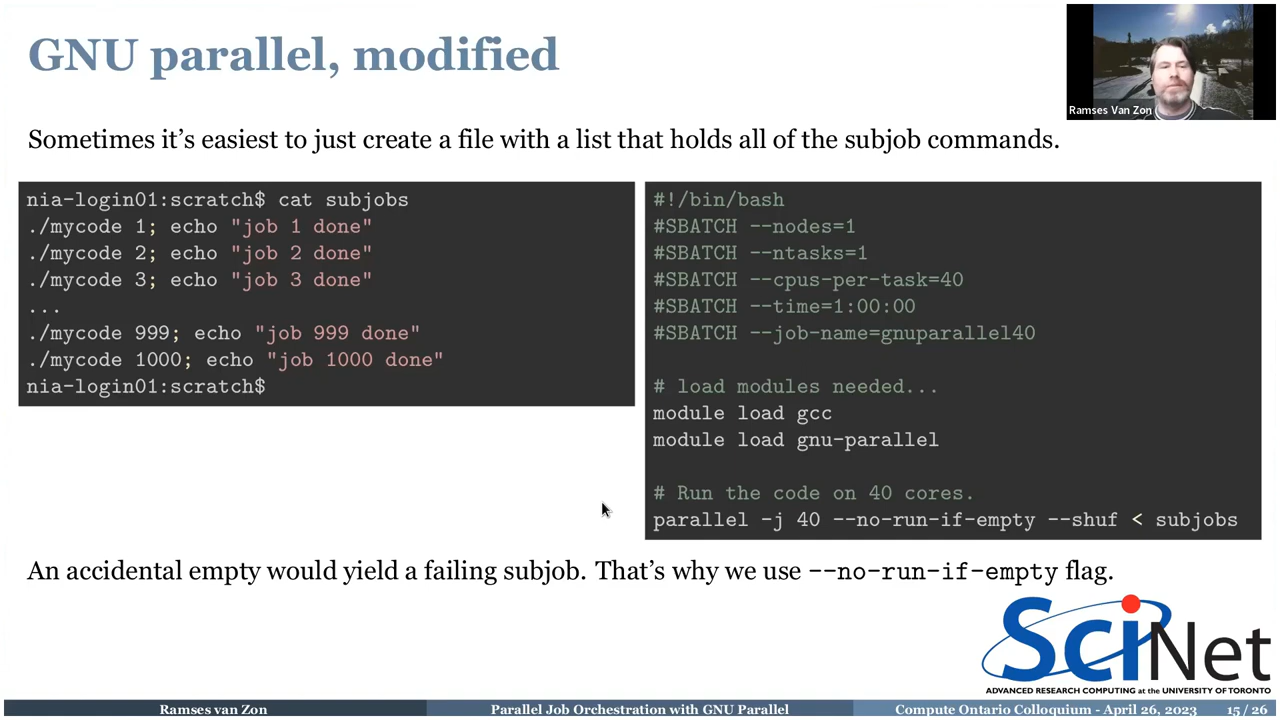 GNU parallel, modified
Ramses Van Zon
Sometimes it's easiest to just create a file with a list that holds all of the subjob commands.
nia-login01:scratch$ cat subjobs
./mycode 1; echo "job 1 done"
./mycode 2; echo "job 2 done"
./mycode 3; echo "job 3 done"
...
./mycode 999; echo "job 999 done"
./mycode 1000; echo "job 1000 done"
nia-login01:scratch$
#!/bin/bash
#SBATCH --nodes=1
#SBATCH --ntasks=1
#SBATCH --cpus-per-task=40
#SBATCH --time=1:00:00
#SBATCH --job-name=gnuparallel40
# load modules needed...
module load gcc
module load gnu-parallel
# Run the code on 40 cores.
parallel -j 40 --no-run-if-empty --shuf < subjobs
An accidental empty would yield a failing subjob. That's why we use --no-run-if-empty flag.
SciNet
ADVANCED RESEARCH COMPUTING at the UNIVERSITY OF TORONTO
Ramses van Zon
Parallel Job Orchestration with GNU Parallel
Compute Ontario Colloquium - April 26, 2023
15 / 26